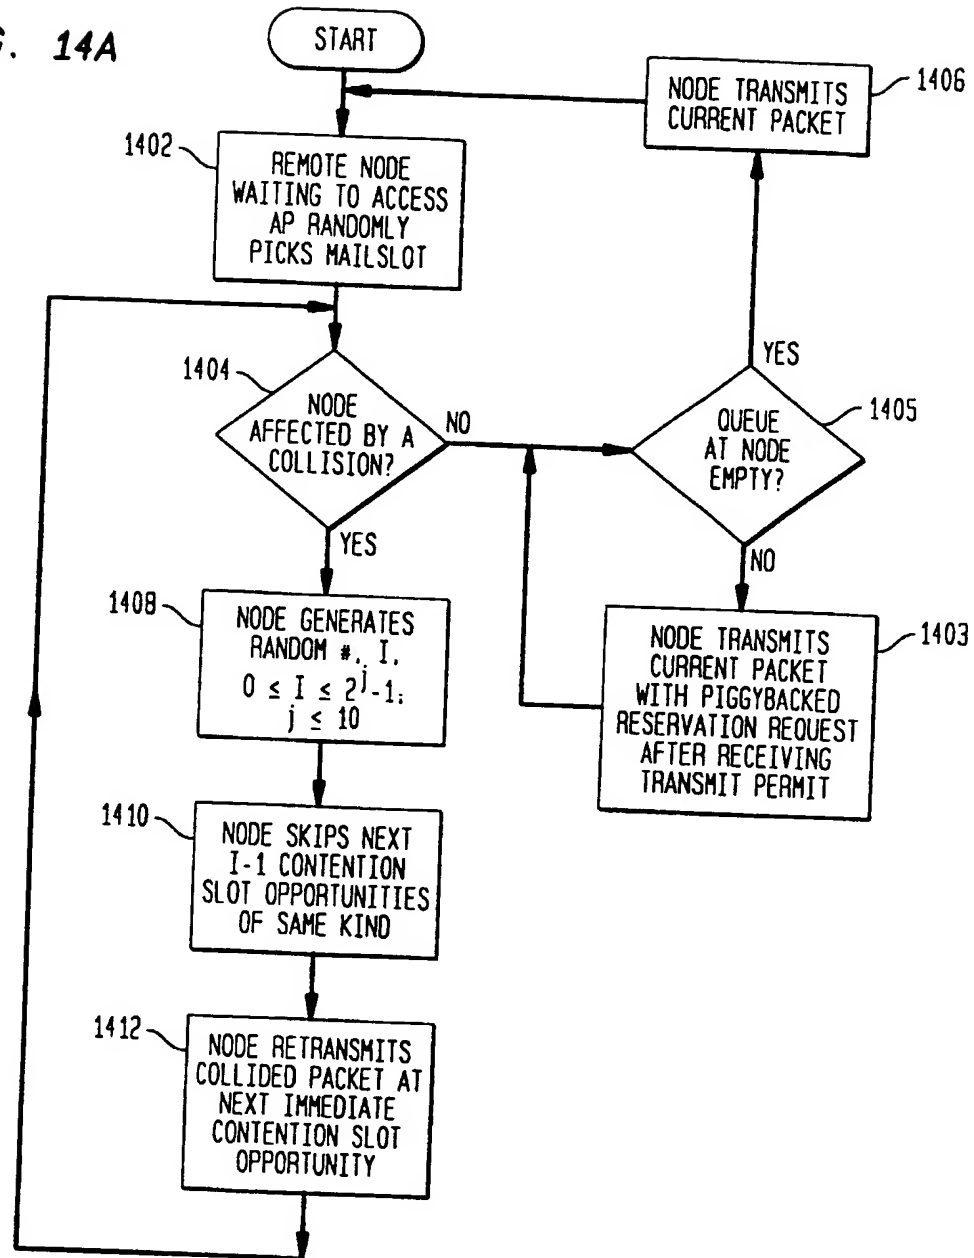 G. 14A
START
1406
NODE TRANSMITS
CURRENT PACKET
1402
REMOTE NODE
WAITING TO ACCESS
AP RANDOMLY
PICKS MAILSLOT
1404
NODE
AFFECTED BY A
COLLISION?
NO
YES
YES
1405
QUEUE
AT NODE
EMPTY?
NO
1403
NODE TRANSMITS
CURRENT PACKET
WITH PIGGYBACKED
RESERVATION REQUEST
AFTER RECEIVING
TRANSMIT PERMIT
1408
NODE GENERATES
RANDOM #, I,
0 ≤ I ≤ 2^j-1;
j ≤ 10
1410
NODE SKIPS NEXT
I-1 CONTENTION
SLOT OPPORTUNITIES
OF SAME KIND
1412
NODE RETRANSMITS
COLLIDED PACKET AT
NEXT IMMEDIATE
CONTENTION SLOT
OPPORTUNITY